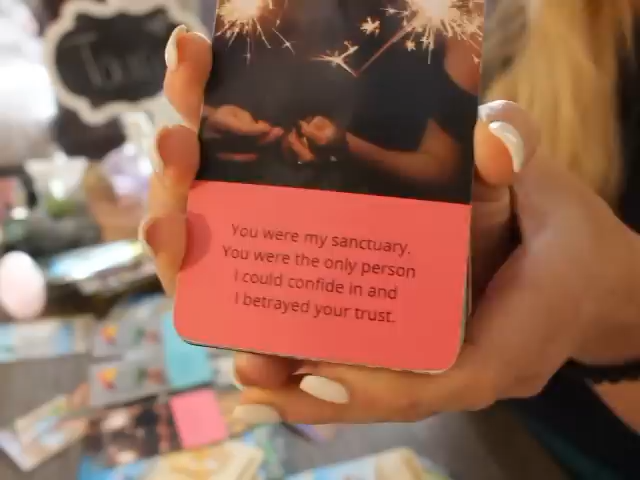 You were my sanctuary.
You were the only person
I could confide in and
I betrayed your trust.